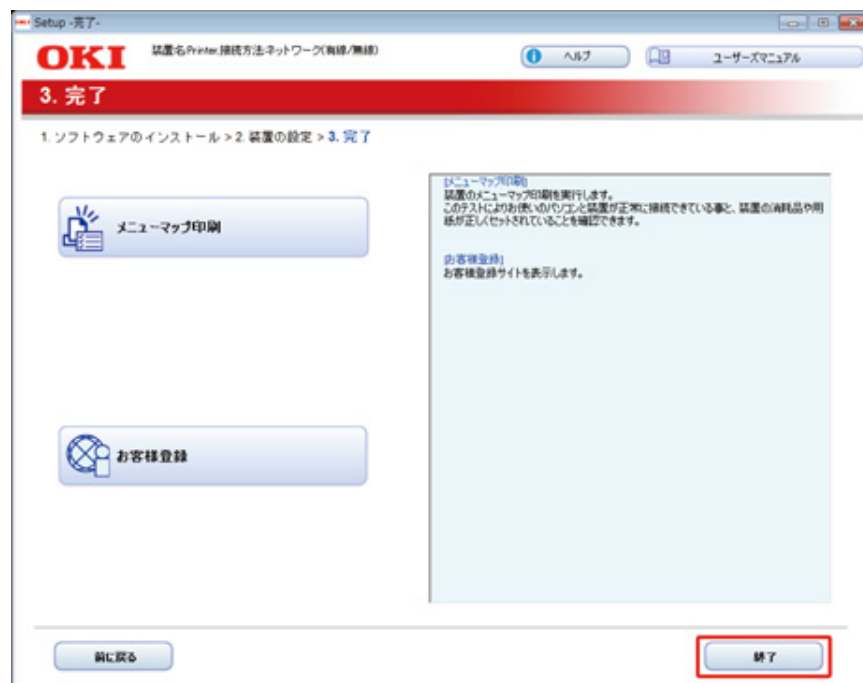 Setup -完了-
OKI
装置名:Printer,接続方法:ネットワーク(有線/無線)
ヘルプ
ユーザーズマニュアル
3. 完了
1. ソフトウェアのインストール > 2. 装置の設定 > 3. 完了
メニューマップ印刷
[メニューマップ印刷]
装置のメニューマップ印刷を実行します。
このテストによりお使いのパソコンと装置が正常に接続できている事と、装置の消耗品や用
紙が正しくセットされていることを確認できます。
[お客様登録]
お客様登録サイトを表示します。
お客様登録
前に戻る
終了